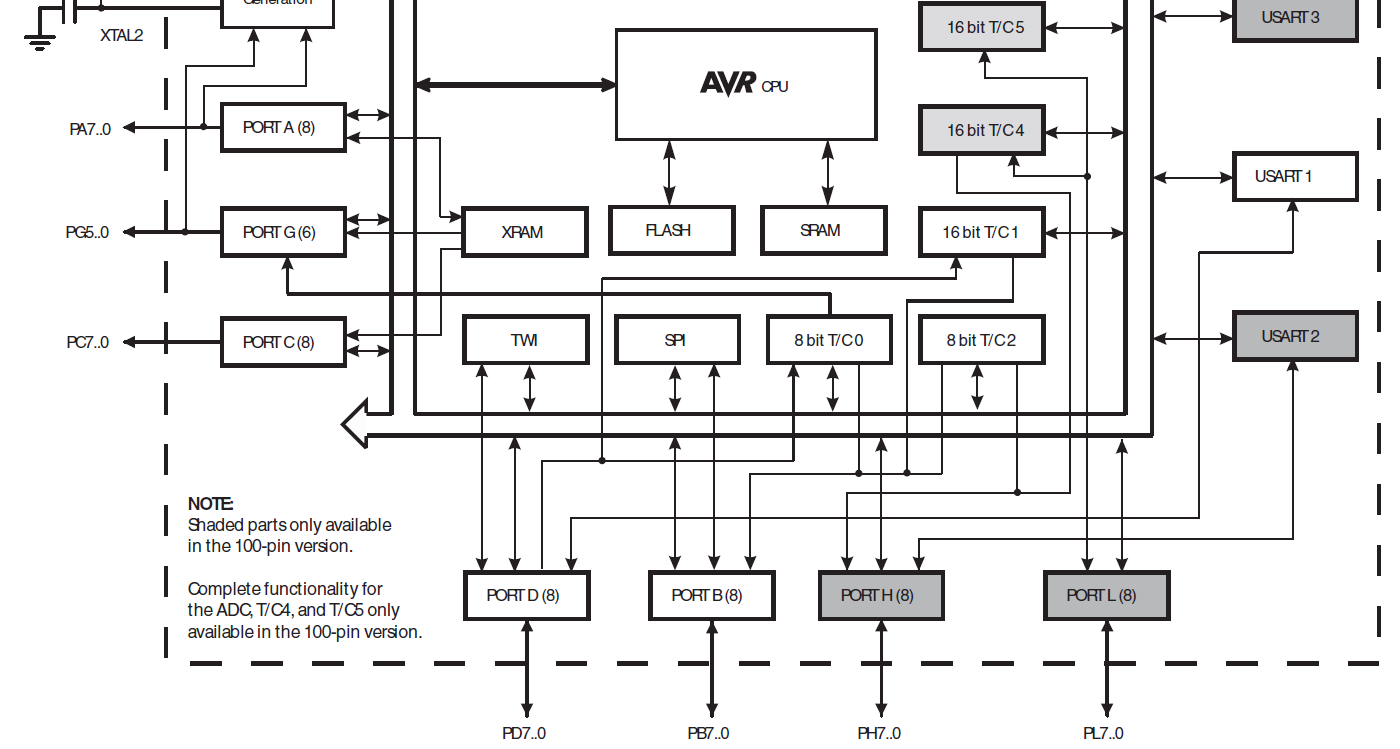 Generation
XTAL2
16 bit T/C5
USART3
AVR CPU
PA7..0
PORT A (8)
16 bit T/C4
USART 1
PG5..0
PORT G (6)
XRAM
FLASH
SRAM
16 bit T/C1
PC7..0
PORT C (8)
TWI
SPI
8 bit T/C0
8 bit T/C2
USART 2
NOTE:
Shaded parts only available
in the 100-pin version.
Complete functionality for
the ADC, T/C4, and T/C5 only
available in the 100-pin version.
PORT D (8)
PORT B (8)
PORT H (8)
PORT L (8)
PD7..0
PB7..0
PH7..0
PL7..0